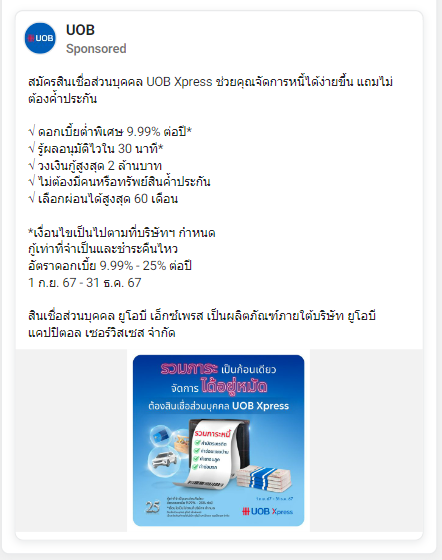 UOB
UOB
Sponsored
สมัครสินเชื่อส่วนบุคคล UOB Xpress ช่วยคุณจัดการหนี้ได้ง่ายขึ้น แถมไม่
ต้องค้ำประกัน
√ ดอกเบี้ยต่ำพิเศษ 9.99% ต่อปี*
√ รู้ผลอนุมัติไวใน 30 นาที*
√ วงเงินกู้สูงสุด 2 ล้านบาท
√ ไม่ต้องมีคนหรือทรัพย์สินค้ำประกัน
√ เลือกผ่อนได้สูงสุด 60 เดือน
*เงื่อนไขเป็นไปตามที่บริษัทฯ กำหนด
กู้เท่าที่จำเป็นและชำระคืนไหว
อัตราดอกเบี้ย 9.99% - 25% ต่อปี
1 ก.ย. 67 - 31 ธ.ค. 67
สินเชื่อส่วนบุคคล ยูโอบี เอ็กซ์เพรส เป็นผลิตภัณฑ์ภายใต้บริษัท ยูโอบี
แคปปิตอล เซอร์วิสเซส จำกัด
รวมภาระ เป็นก้อนเดียว
จัดการ ได้อยู่หมัด
ต้องสินเชื่อส่วนบุคคล UOB Xpress
รวมภาระหนี้
25
1 ก.ย. 67 - 31 ธ.ค. 67
UOB Xpress